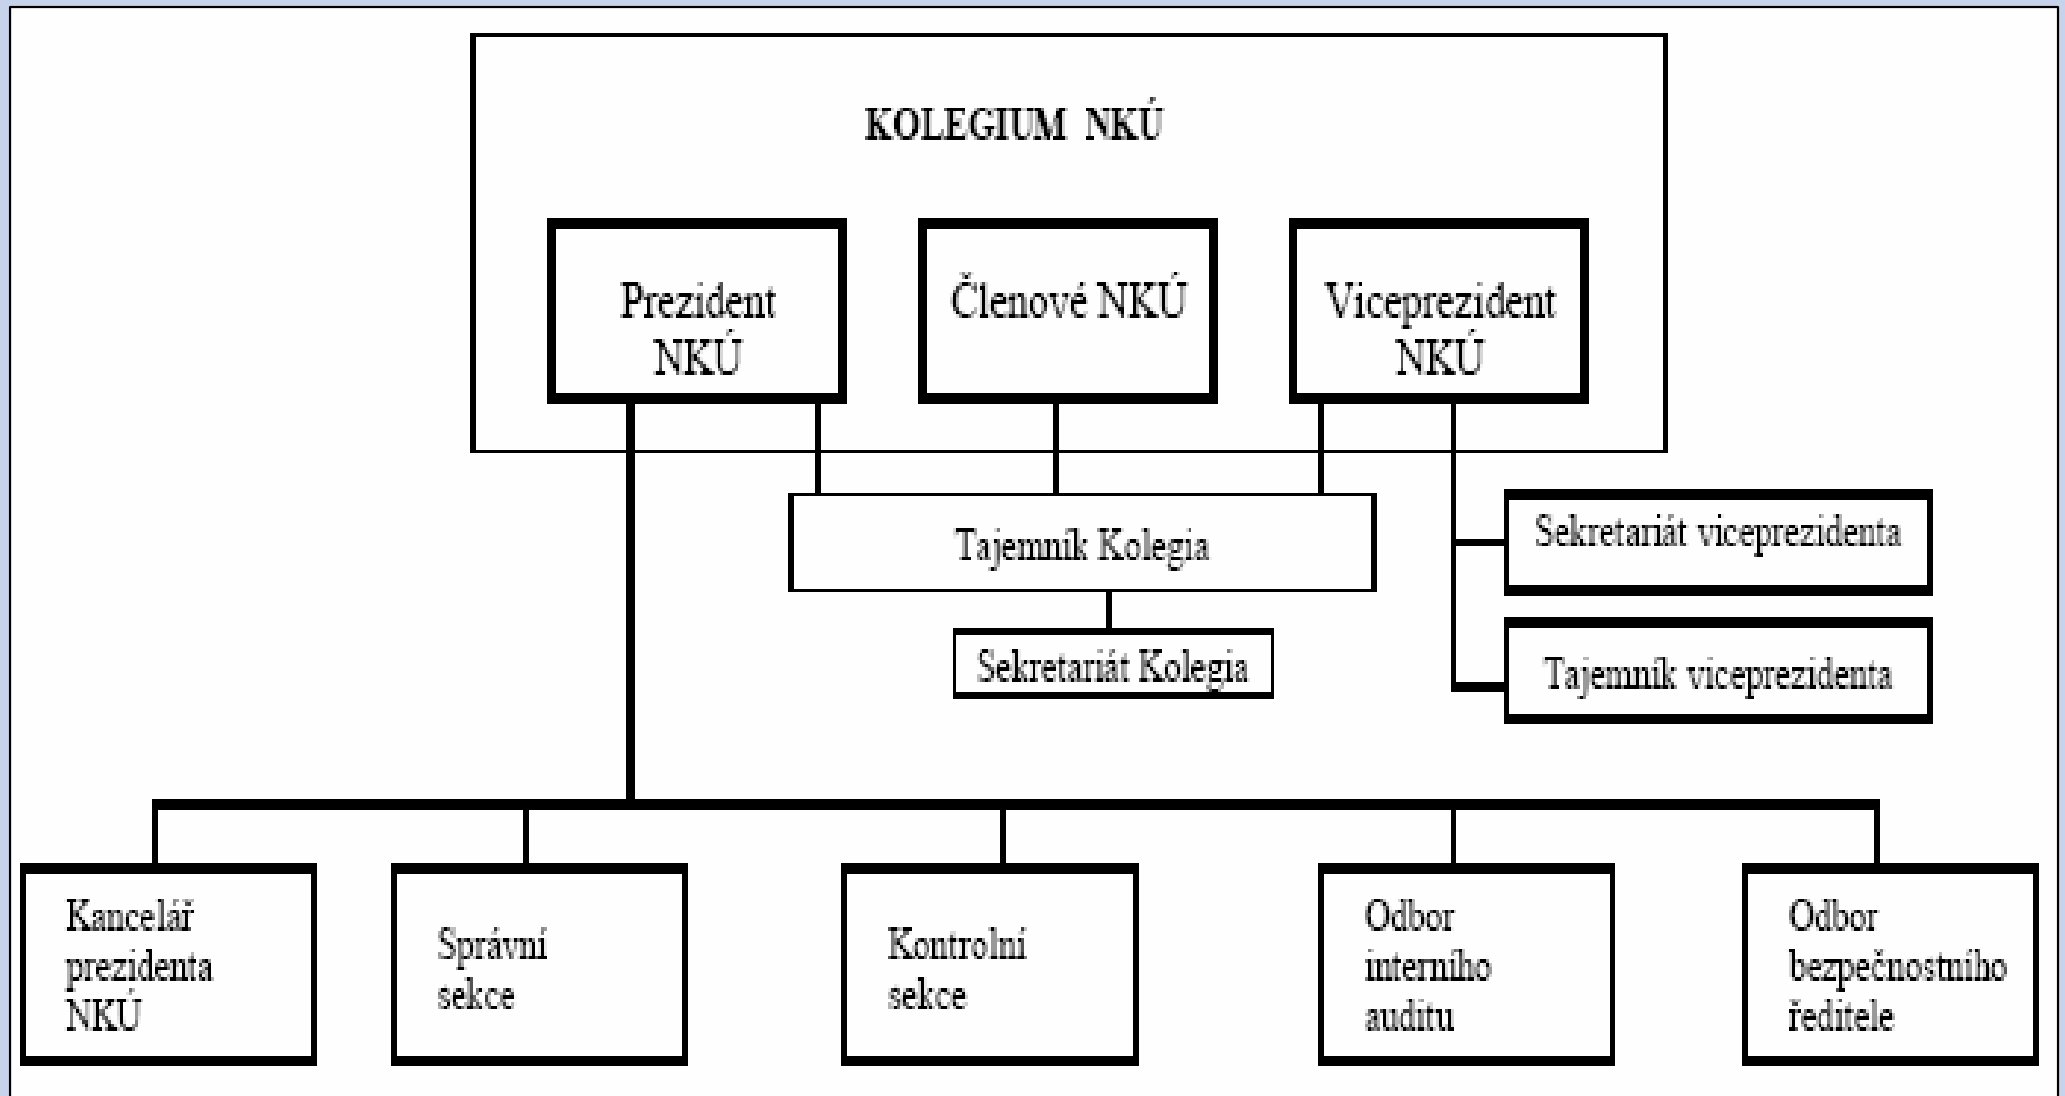 KOLEGIUM NKÚ
Prezident
NKÚ
Členové NKÚ
Viceprezident
NKÚ
Tajemník Kolegia
Sekretariát Kolegia
Sekretariát viceprezidenta
Tajemník viceprezidenta
Kancelář
prezidenta
NKÚ
Správní
sekce
Kontrolní
sekce
Odbor
interního
auditu
Odbor
bezpečnostního
ředitele